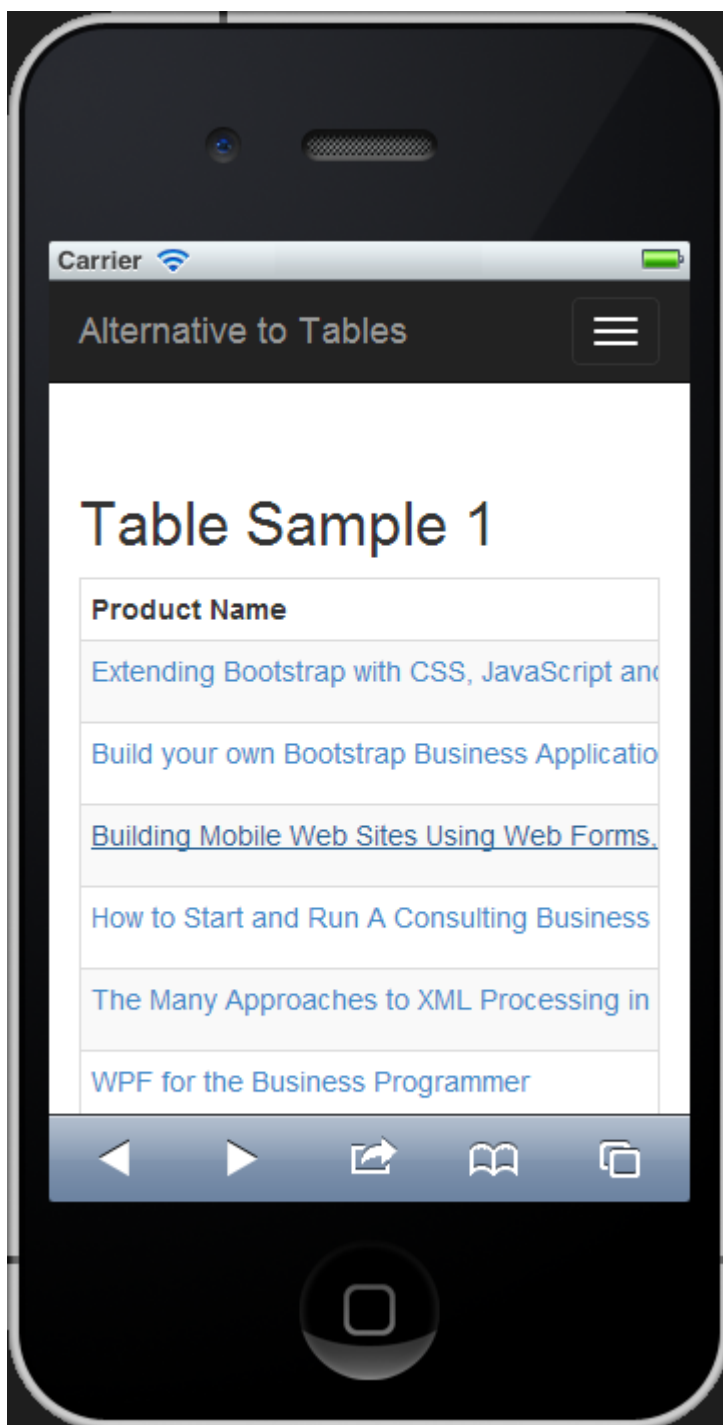 Carrier
Alternative to Tables
Table Sample 1
Product Name
Extending Bootstrap with CSS, JavaScript and
Build your own Bootstrap Business Applicatio
Building Mobile Web Sites Using Web Forms,
How to Start and Run A Consulting Business
The Many Approaches to XML Processing in
WPF for the Business Programmer